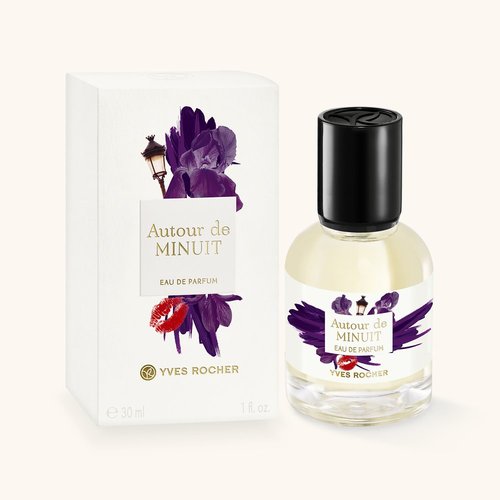 Autour de
MINUIT
EAU DE PARFUM
YVES ROCHER
℮ 30 ml
1 fl. oz.
Autour de
MINUIT
EAU DE PARFUM
YVES ROCHER